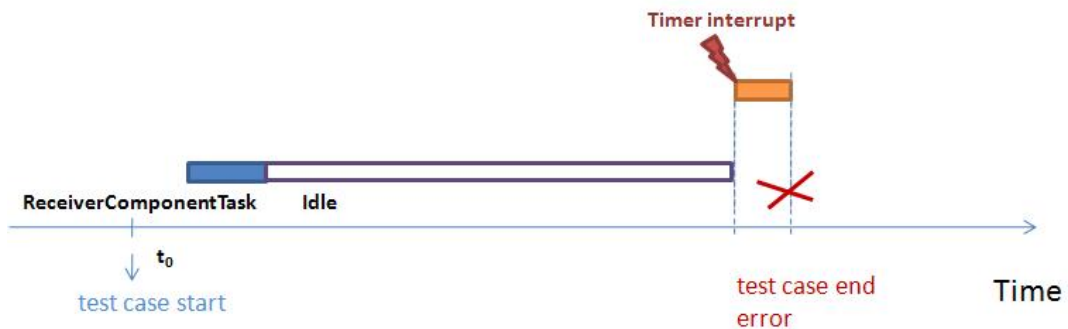 Timer interrupt
ReceiverComponentTask
Idle
t₀
test case start
test case end
error
Time